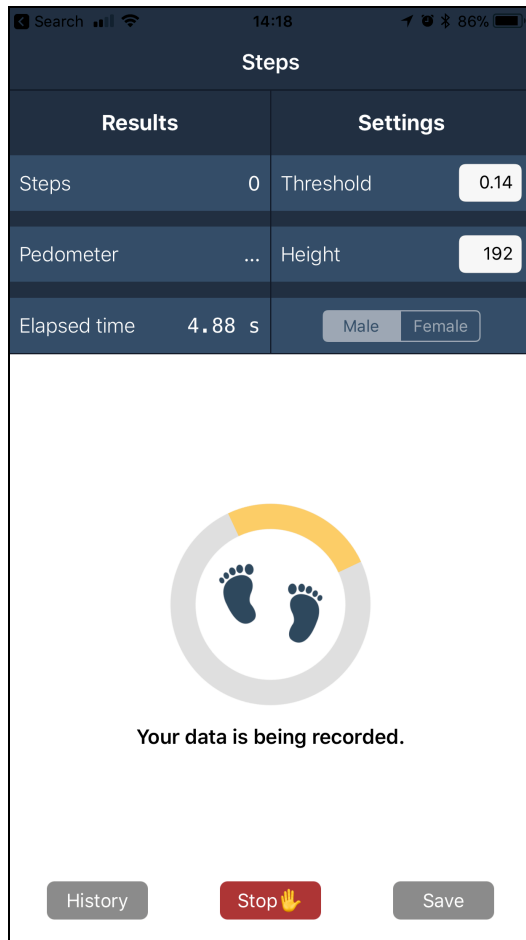 Search 14:18 86%
Steps
Results Settings
Steps 0 Threshold 0.14
Pedometer ... Height 192
Elapsed time 4.88 s Male Female
Your data is being recorded.
History Stop🖐 Save